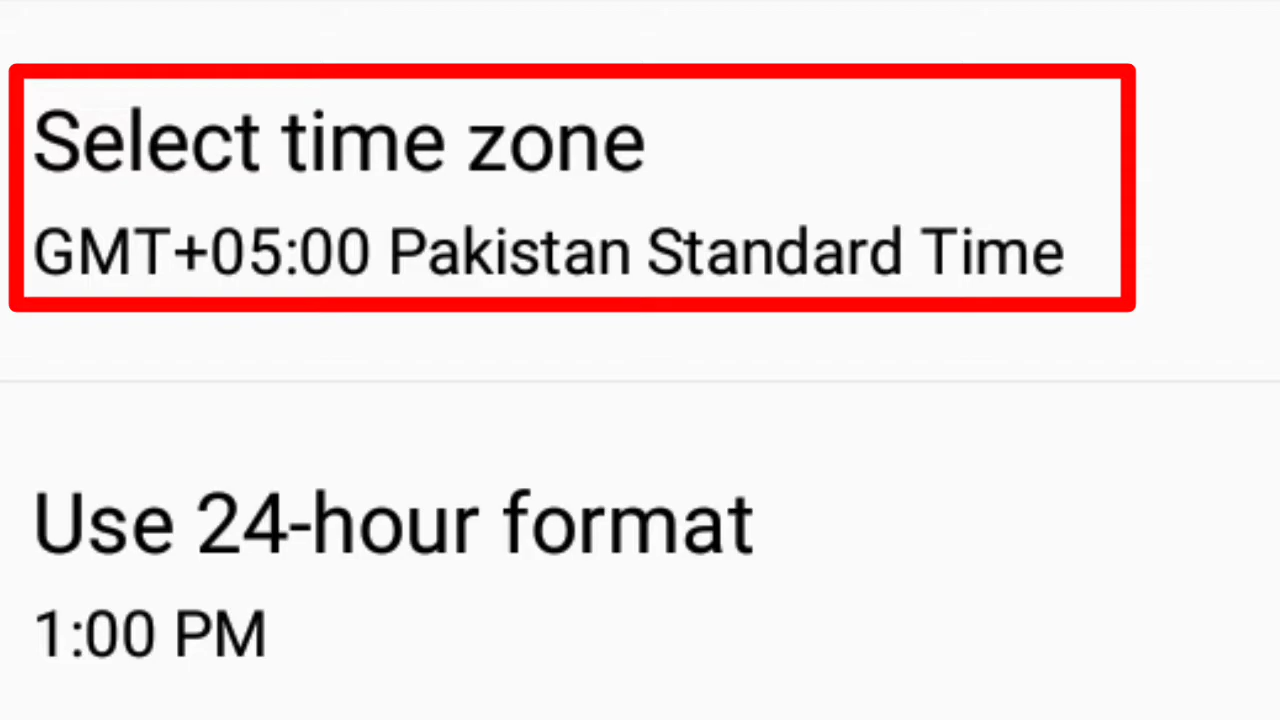 Select time zone
GMT+05:00 Pakistan Standard Time
Use 24-hour format
1:00 PM